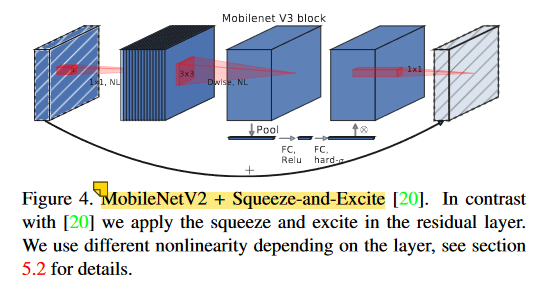 Mobilenet V3 block
1x1, NL
3x3
Dwise, NL
1x1
Pool
FC,
Relu
FC,
hard-σ
⊗
+
Figure 4. MobileNetV2 + Squeeze-and-Excite [20]. In contrast
with [20] we apply the squeeze and excite in the residual layer.
We use different nonlinearity depending on the layer, see section
5.2 for details.